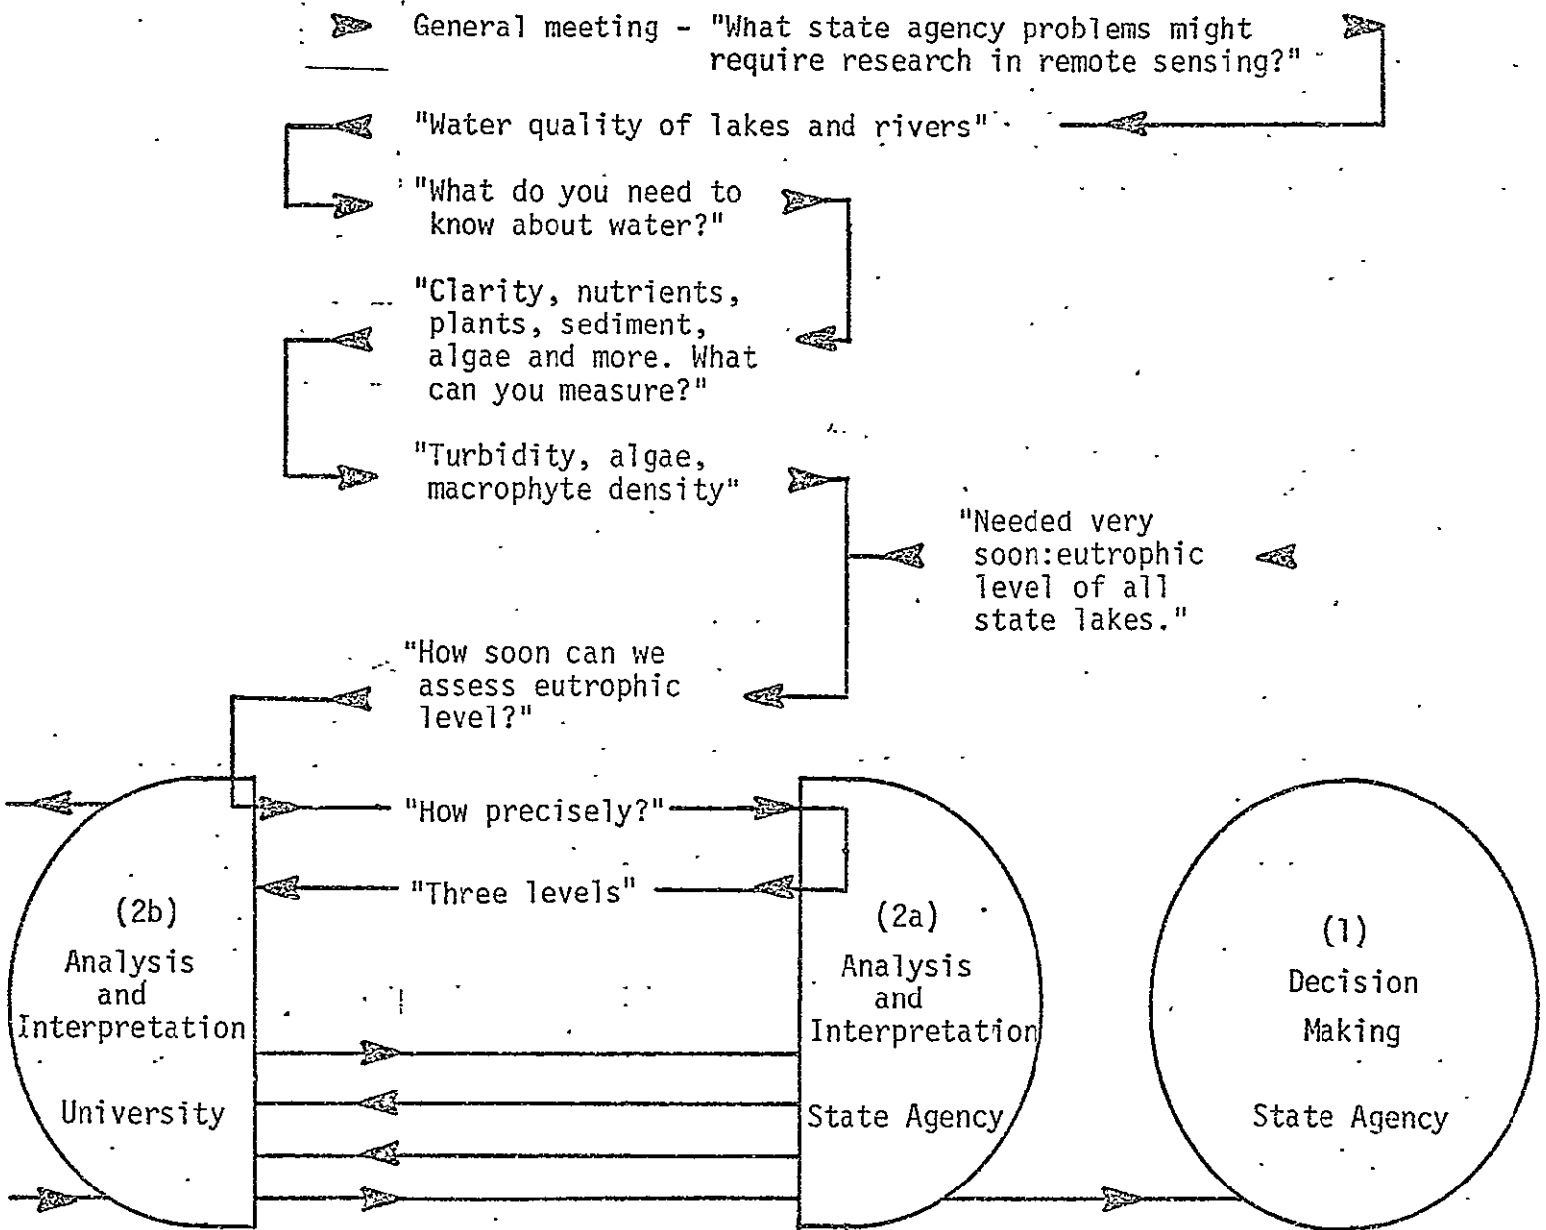 General meeting - "What state agency problems might
require research in remote sensing?"
"Water quality of lakes and rivers"
"What do you need to
know about water?"
"Clarity, nutrients,
plants, sediment,
algae and more. What
can you measure?"
"Turbidity, algae,
macrophyte density"
"Needed very
soon:eutrophic
level of all
state lakes."
"How soon can we
assess eutrophic
level?"
"How precisely?"
"Three levels"
(2b)
Analysis
and
Interpretation
University
(2a)
Analysis
and
Interpretation
State Agency
(1)
Decision
Making
State Agency